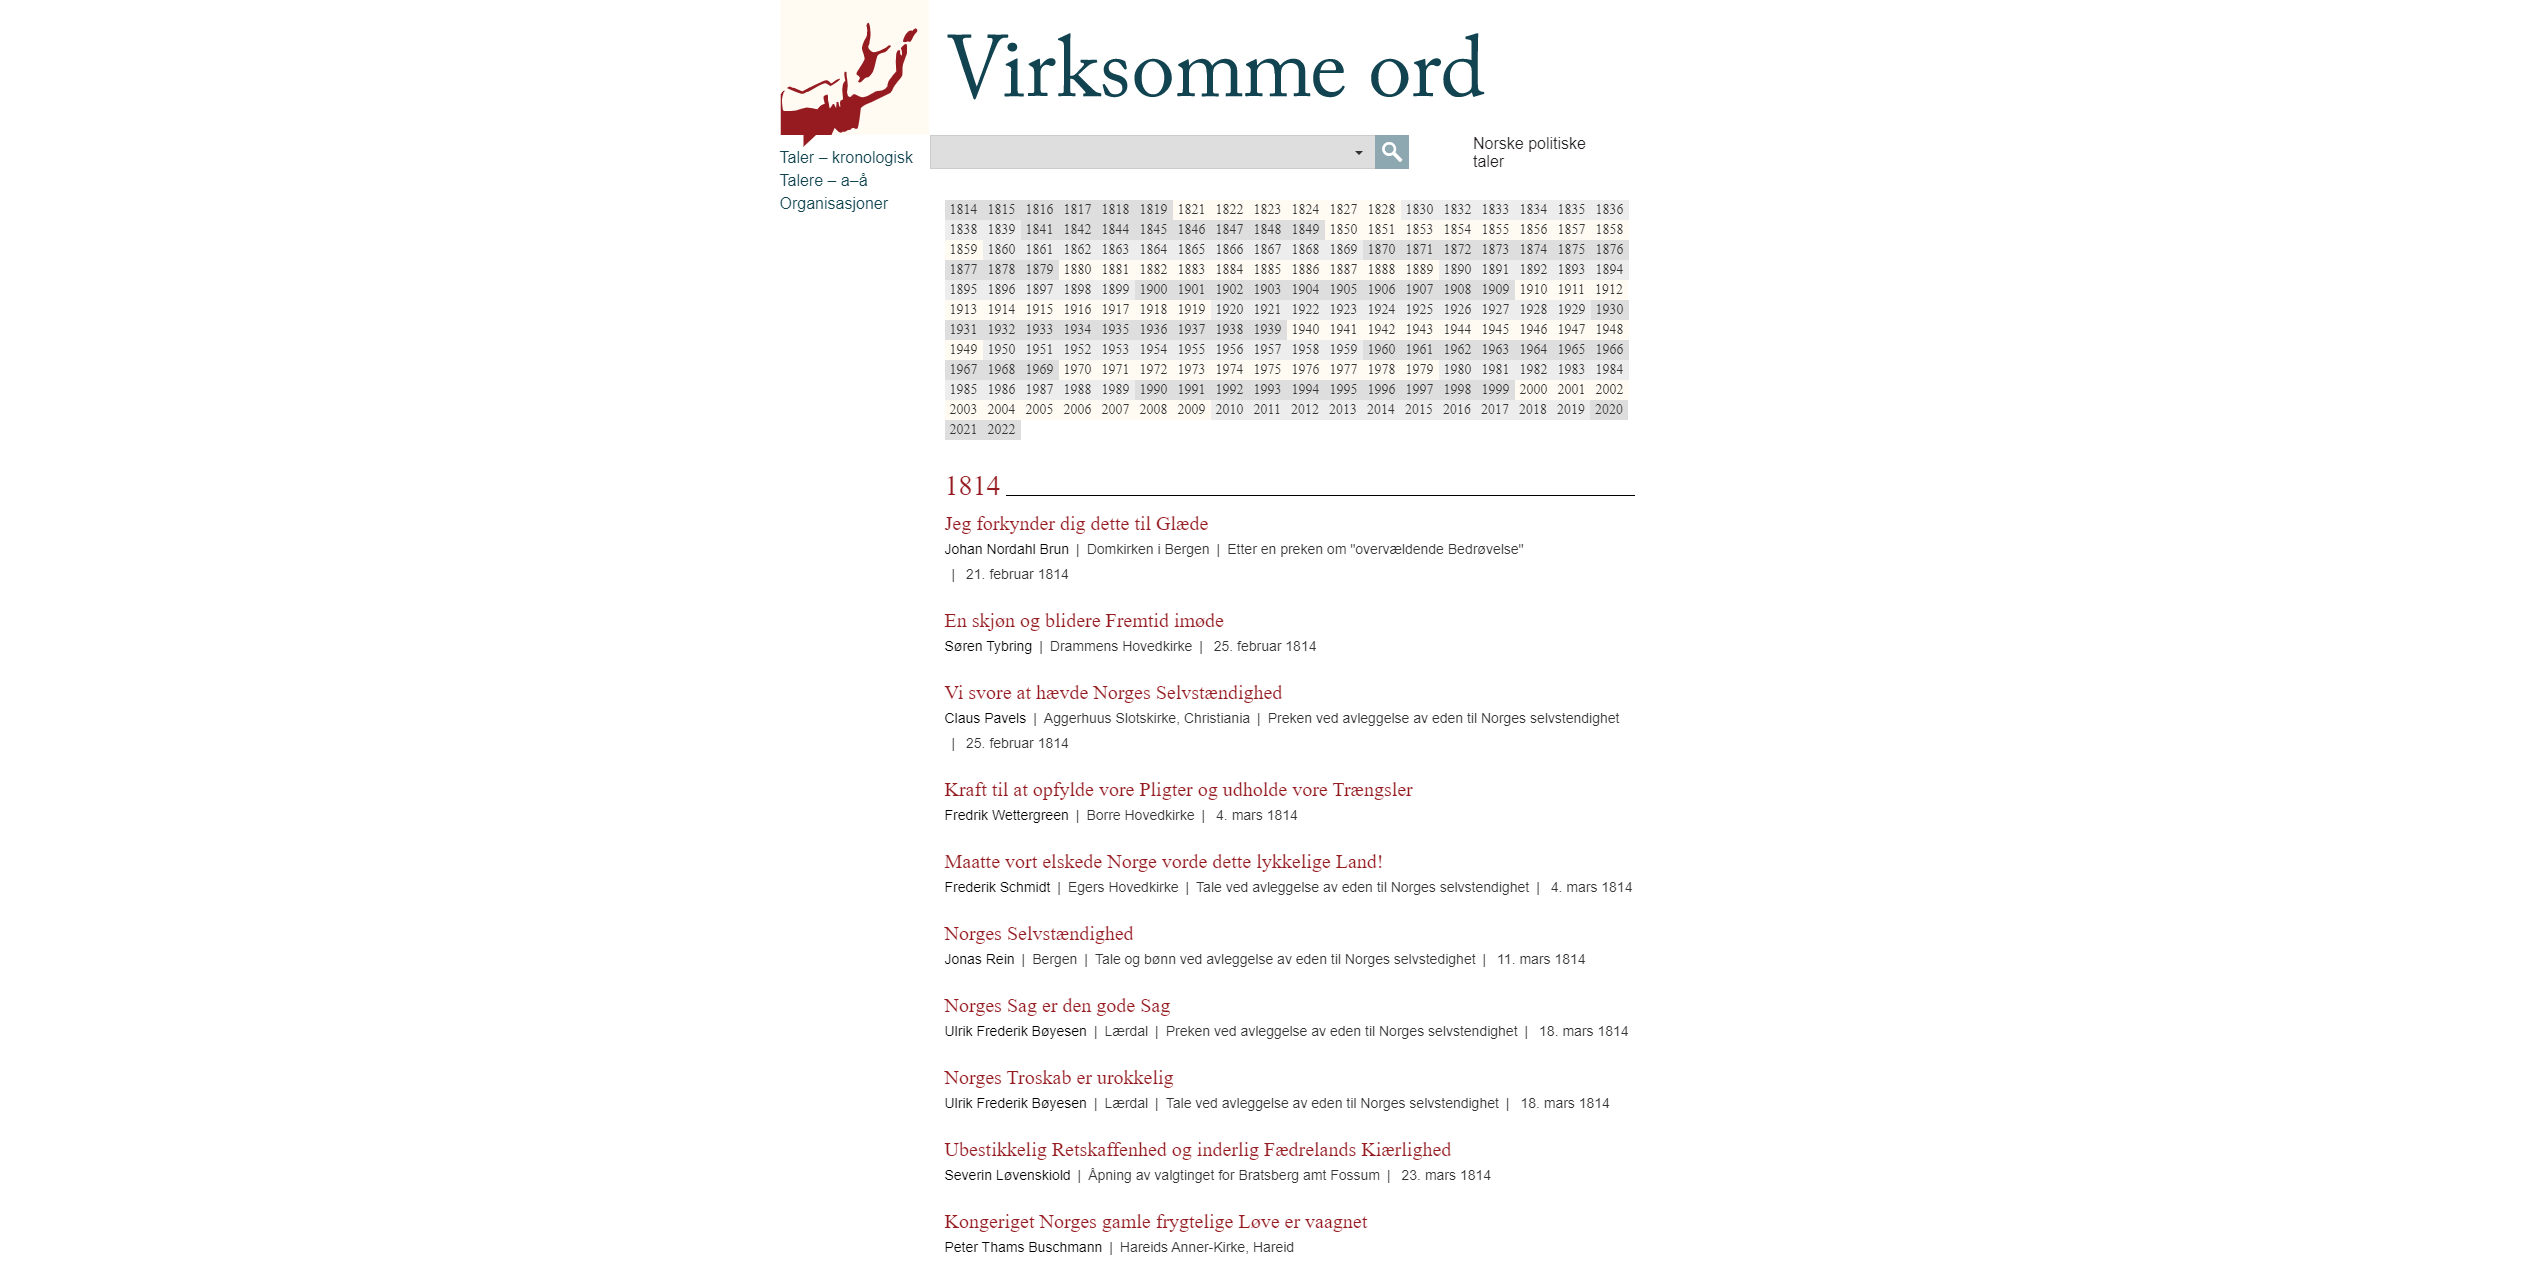 Virksomme ord
Norske politiske
taler
Taler – kronologisk
Talere – a–å
Organisasjoner
1814 1815 1816 1817 1818 1819 1821 1822 1823 1824 1827 1828 1830 1832 1833 1834 1835 1836
1838 1839 1841 1842 1844 1845 1846 1847 1848 1849 1850 1851 1853 1854 1855 1856 1857 1858
1859 1860 1861 1862 1863 1864 1865 1866 1867 1868 1869 1870 1871 1872 1873 1874 1875 1876
1877 1878 1879 1880 1881 1882 1883 1884 1885 1886 1887 1888 1889 1890 1891 1892 1893 1894
1895 1896 1897 1898 1899 1900 1901 1902 1903 1904 1905 1906 1907 1908 1909 1910 1911 1912
1913 1914 1915 1916 1917 1918 1919 1920 1921 1922 1923 1924 1925 1926 1927 1928 1929 1930
1931 1932 1933 1934 1935 1936 1937 1938 1939 1940 1941 1942 1943 1944 1945 1946 1947 1948
1949 1950 1951 1952 1953 1954 1955 1956 1957 1958 1959 1960 1961 1962 1963 1964 1965 1966
1967 1968 1969 1970 1971 1972 1973 1974 1975 1976 1977 1978 1979 1980 1981 1982 1983 1984
1985 1986 1987 1988 1989 1990 1991 1992 1993 1994 1995 1996 1997 1998 1999 2000 2001 2002
2003 2004 2005 2006 2007 2008 2009 2010 2011 2012 2013 2014 2015 2016 2017 2018 2019 2020
2021 2022
1814
Jeg forkynder dig dette til Glæde
Johan Nordahl Brun | Domkirken i Bergen | Etter en preken om "overvældende Bedrøvelse"
| 21. februar 1814
En skjøn og blidere Fremtid imøde
Søren Tybring | Drammens Hovedkirke | 25. februar 1814
Vi svore at hævde Norges Selvstændighed
Claus Pavels | Aggerhuus Slotskirke, Christiania | Preken ved avleggelse av eden til Norges selvstendighet
| 25. februar 1814
Kraft til at opfylde vore Pligter og udholde vore Trængsler
Fredrik Wettergreen | Borre Hovedkirke | 4. mars 1814
Maatte vort elskede Norge vorde dette lykkelige Land!
Frederik Schmidt | Egers Hovedkirke | Tale ved avleggelse av eden til Norges selvstendighet | 4. mars 1814
Norges Selvstændighed
Jonas Rein | Bergen | Tale og bønn ved avleggelse av eden til Norges selvstedighet | 11. mars 1814
Norges Sag er den gode Sag
Ulrik Frederik Bøyesen | Lærdal | Preken ved avleggelse av eden til Norges selvstendighet | 18. mars 1814
Norges Troskab er urokkelig
Ulrik Frederik Bøyesen | Lærdal | Tale ved avleggelse av eden til Norges selvstendighet | 18. mars 1814
Ubestikkelig Retskaffenhed og inderlig Fædrelands Kiærlighed
Severin Løvenskiold | Åpning av valgtinget for Bratsberg amt Fossum | 23. mars 1814
Kongeriget Norges gamle frygtelige Løve er vaagnet
Peter Thams Buschmann | Hareids Anner-Kirke, Hareid